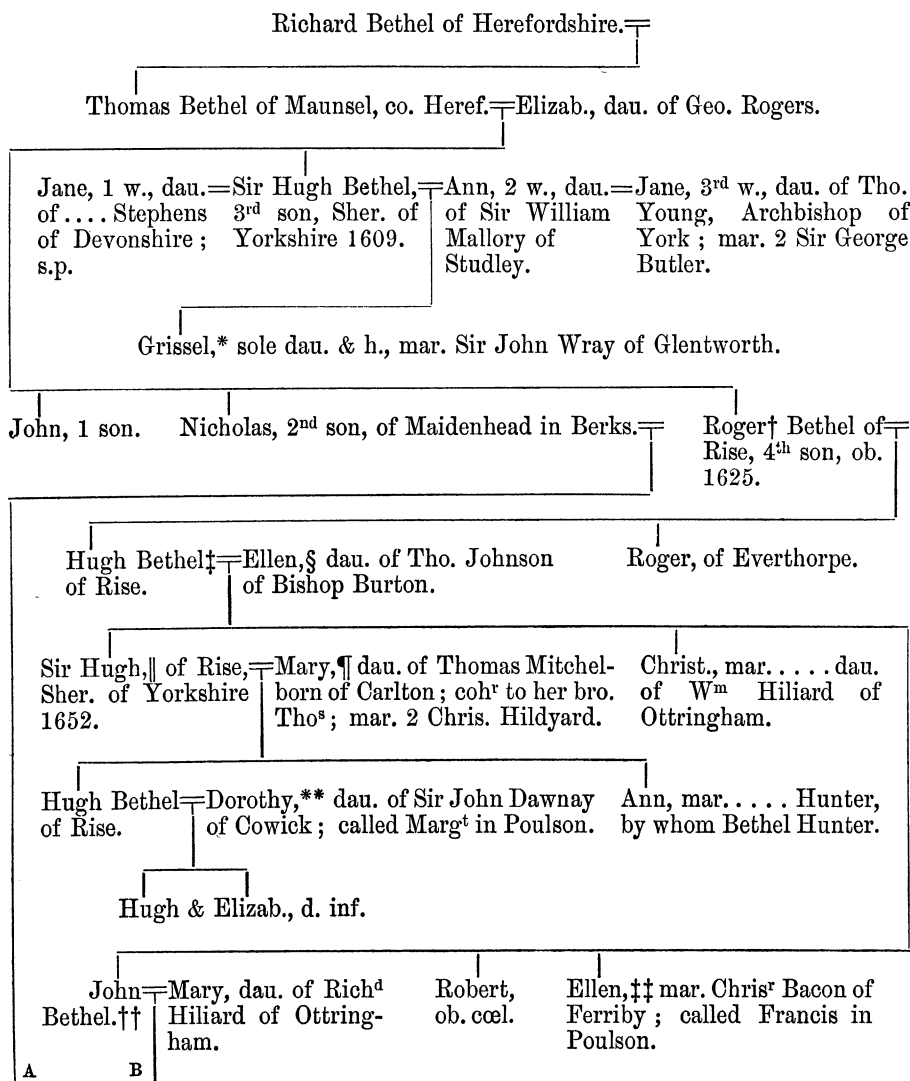 Richard Bethel of Herefordshire.
Thomas Bethel of Maunsel, co. Heref.=Elizab., dau. of Geo. Rogers.
Jane, 1 w., dau.
of .... Stephens
of Devonshire ;
s.p.
=Sir Hugh Bethel,
3rd son, Sher. of
Yorkshire 1609.
=Ann, 2 w., dau.
of Sir William
Mallory of
Studley.
=Jane, 3rd w., dau. of Tho.
Young, Archbishop of
York ; mar. 2 Sir George
Butler.
Grissel,* sole dau. & h., mar. Sir John Wray of Glentworth.
John, 1 son.
Nicholas, 2nd son, of Maidenhead in Berks.
Roger† Bethel of
Rise, 4th son, ob.
1625.
Hugh Bethel‡
of Rise.
=Ellen,§ dau. of Tho. Johnson
of Bishop Burton.
Roger, of Everthorpe.
Sir Hugh,‖ of Rise,
Sher. of Yorkshire
1652.
=Mary,¶ dau. of Thomas Mitchel-
born of Carlton ; cohr to her bro.
Thos ; mar. 2 Chris. Hildyard.
Christ., mar..... dau.
of Wm Hiliard of
Ottringham.
Hugh Bethel
of Rise.
=Dorothy,** dau. of Sir John Dawnay
of Cowick ; called Margt in Poulson.
Ann, mar..... Hunter,
by whom Bethel Hunter.
Hugh & Elizab., d. inf.
John
Bethel.††
=Mary, dau. of Richd
Hiliard of Ottring-
ham.
Robert,
ob. cœl.
Ellen,‡‡ mar. Chrisr Bacon of
Ferriby ; called Francis in
Poulson.
A B